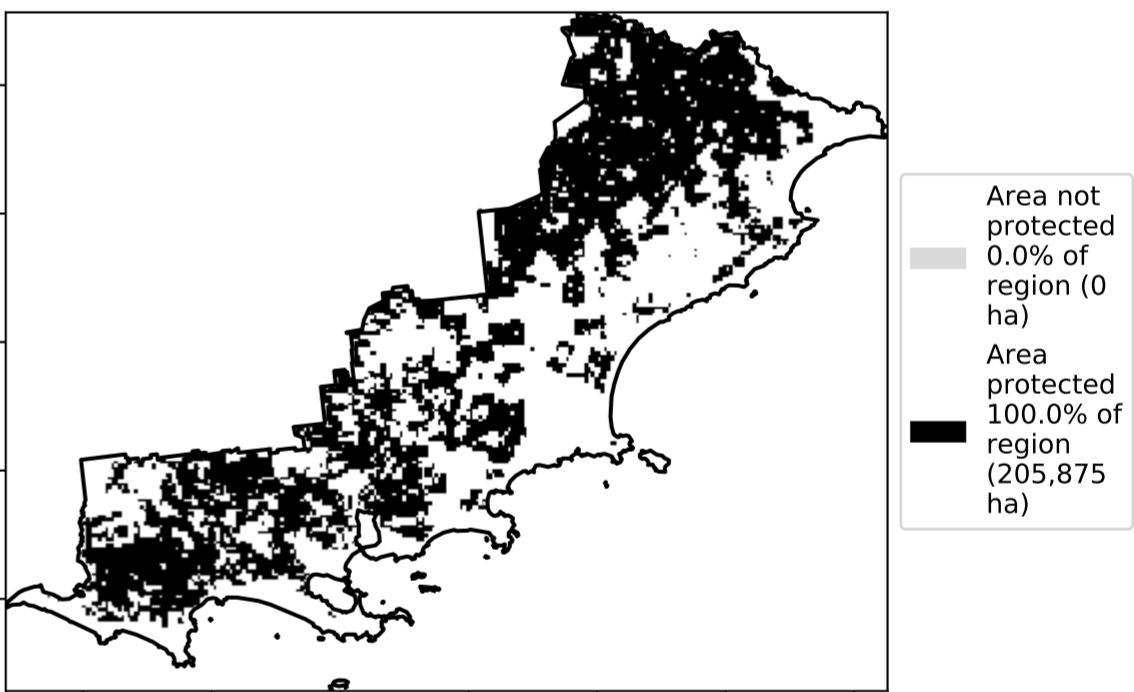 Area not
protected
0.0% of
region (0
ha)
Area
protected
100.0% of
region
(205,875
ha)